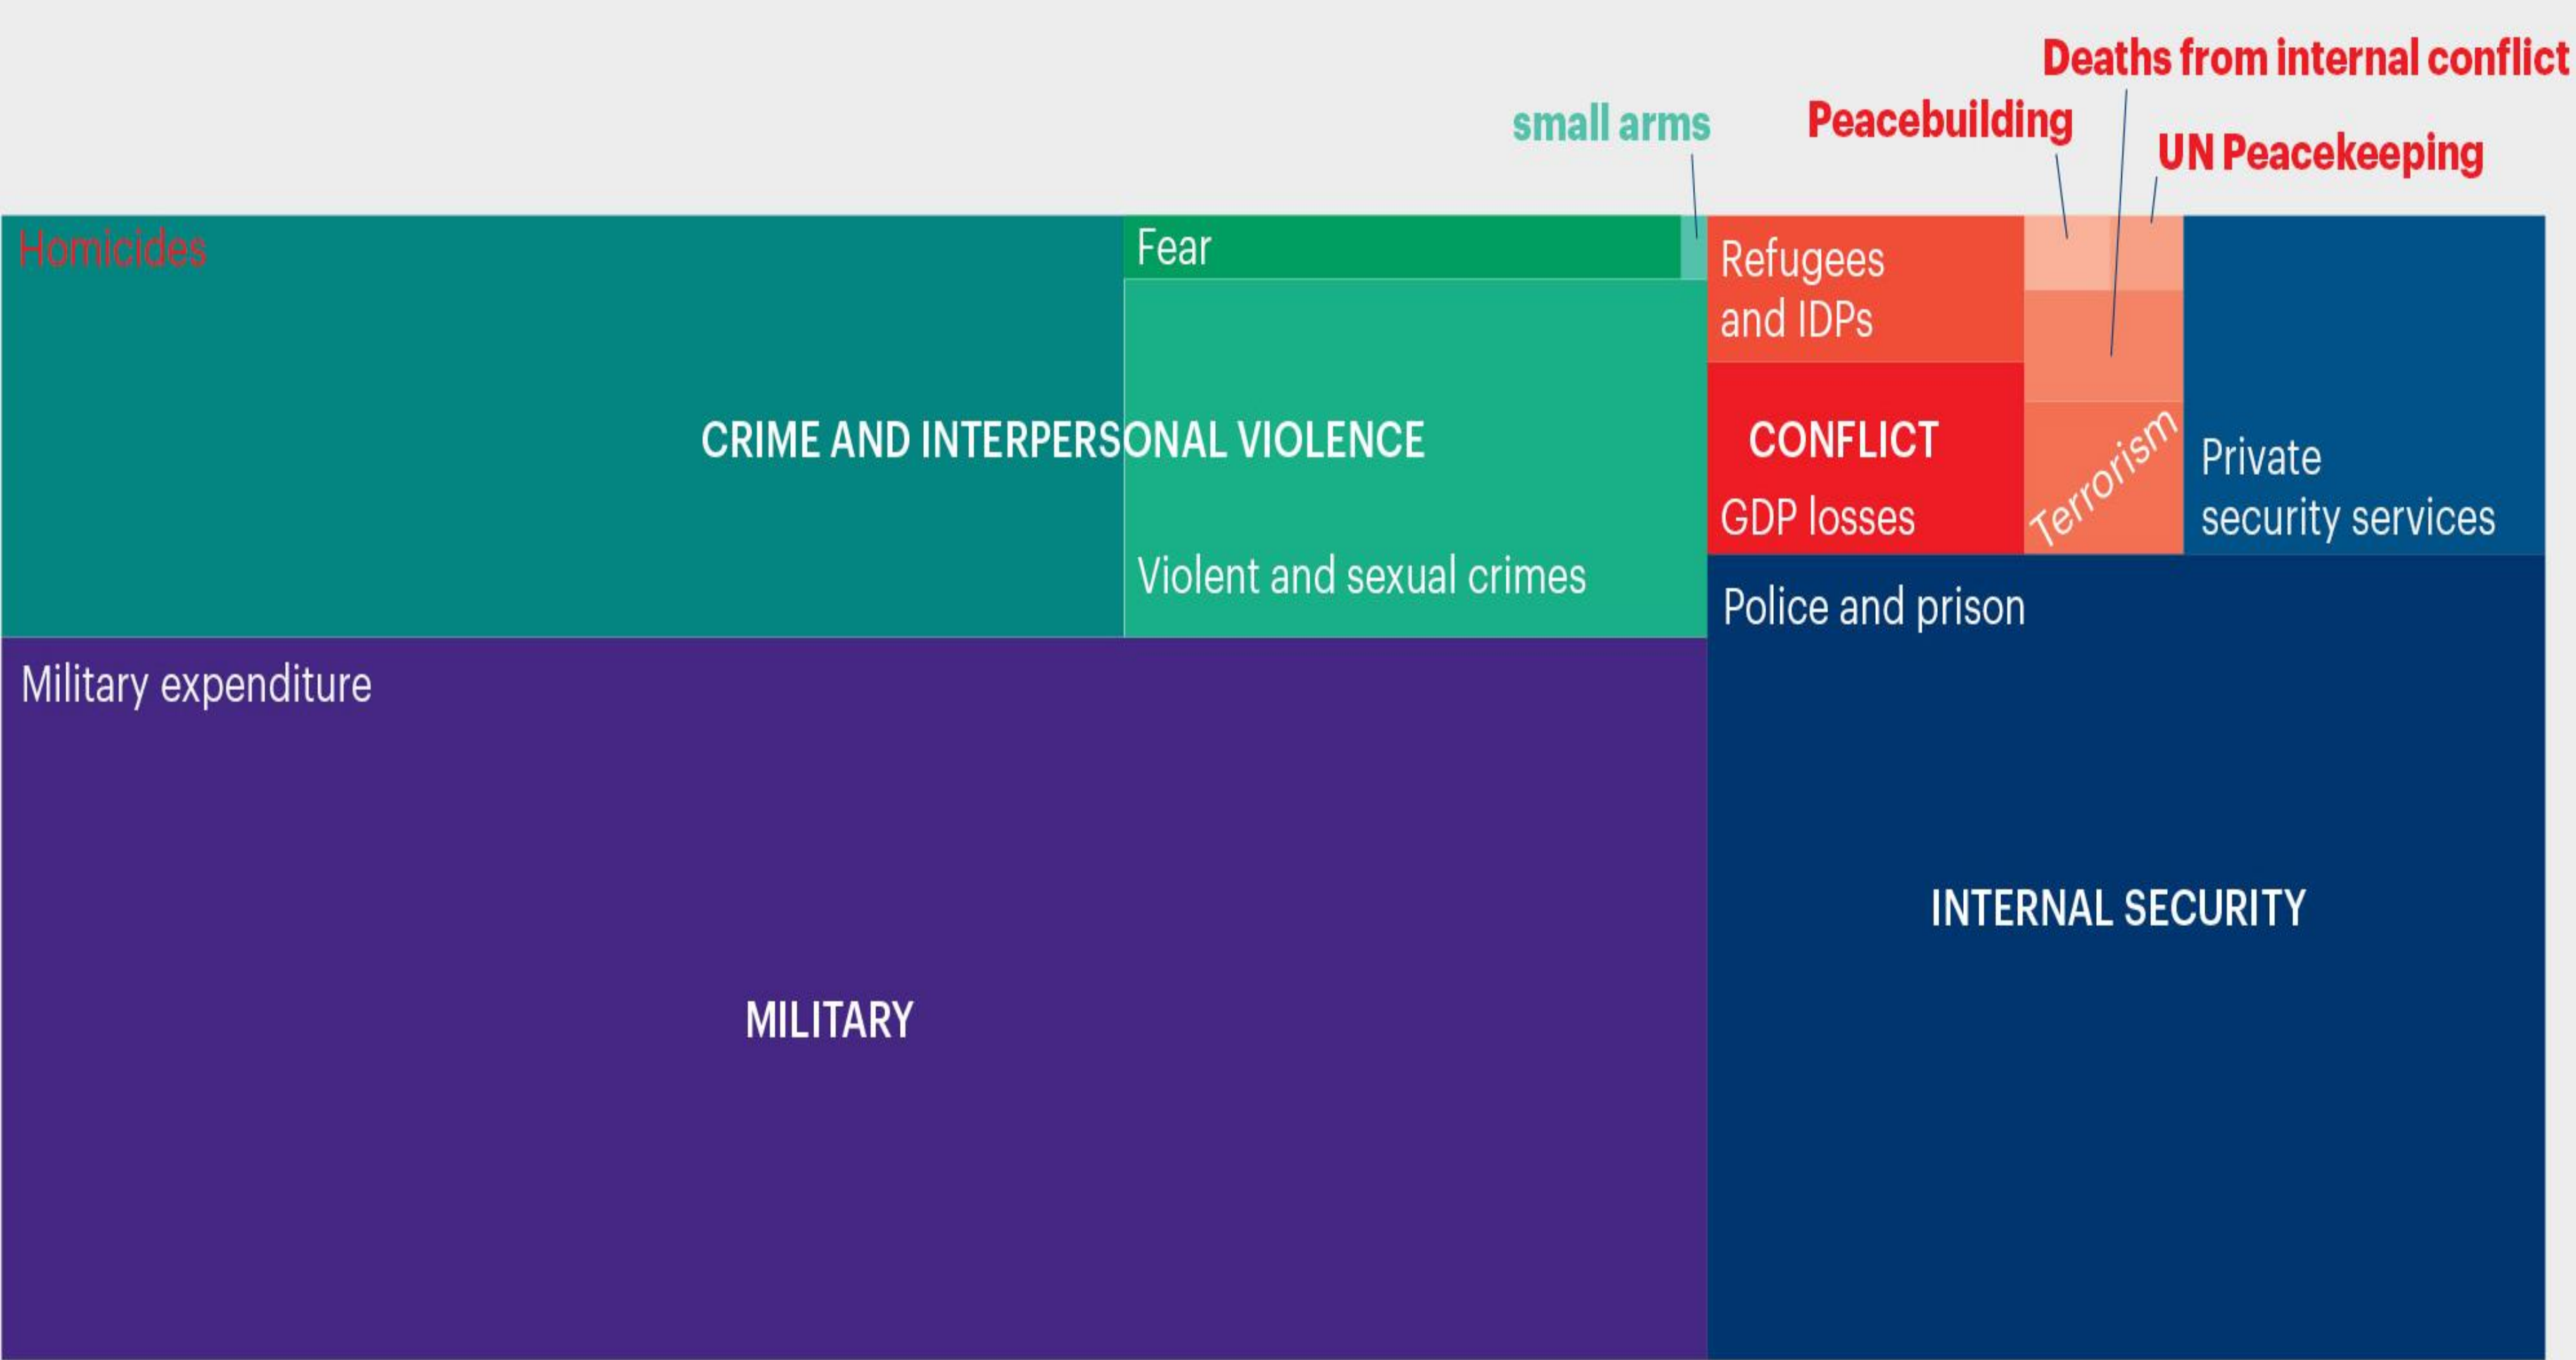 Deaths from internal conflict
small arms
Peacebuilding
UN Peacekeeping
Homicides
Fear
Refugees
and IDPs
CRIME AND INTERPERSONAL VIOLENCE
CONFLICT
Terrorism
Private
security services
GDP losses
Violent and sexual crimes
Police and prison
Military expenditure
INTERNAL SECURITY
MILITARY